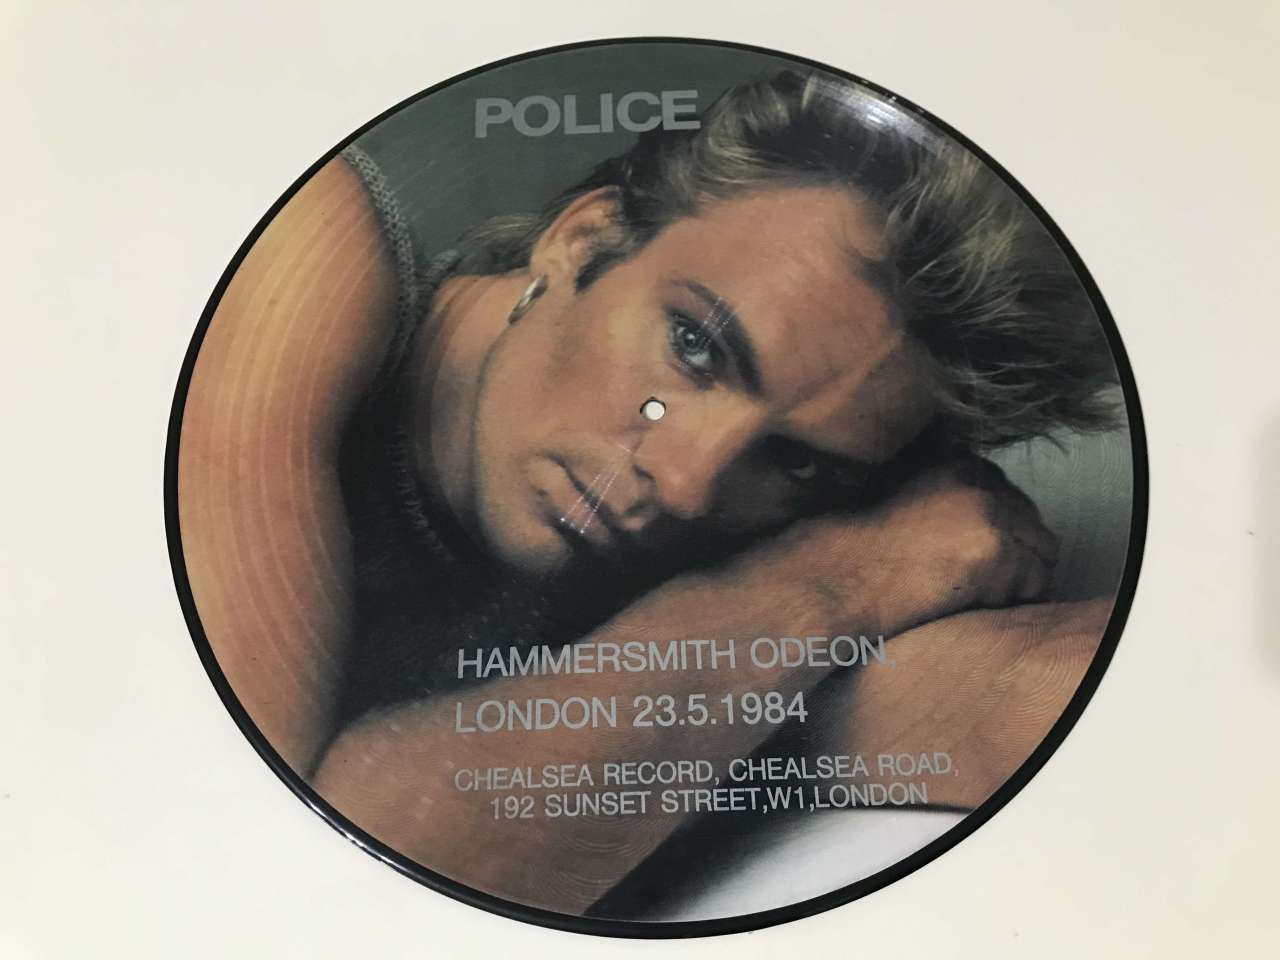 POLICE
HAMMERSMITH ODEON,
LONDON 23.5.1984
CHEALSEA RECORD, CHEALSEA ROAD,
192 SUNSET STREET,W1,LONDON